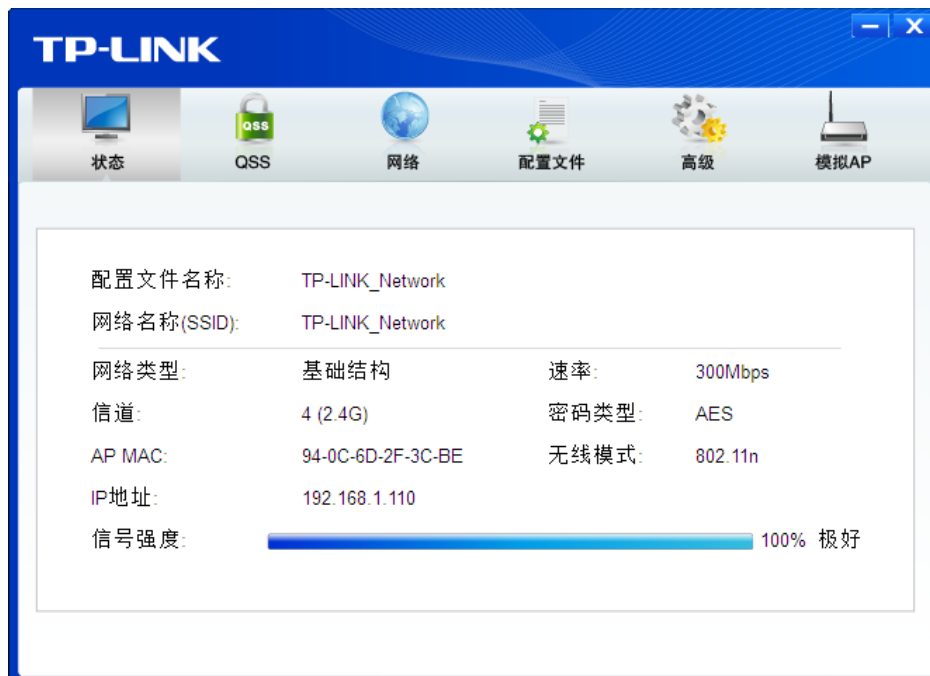 TP-LINK
状态 QSS 网络 配置文件 高级 模拟AP
配置文件名称: TP-LINK_Network
网络名称(SSID): TP-LINK_Network
网络类型: 基础结构 速率: 300Mbps
信道: 4 (2.4G) 密码类型: AES
AP MAC: 94-0C-6D-2F-3C-BE 无线模式: 802.11n
IP地址: 192.168.1.110
信号强度: 100% 极好